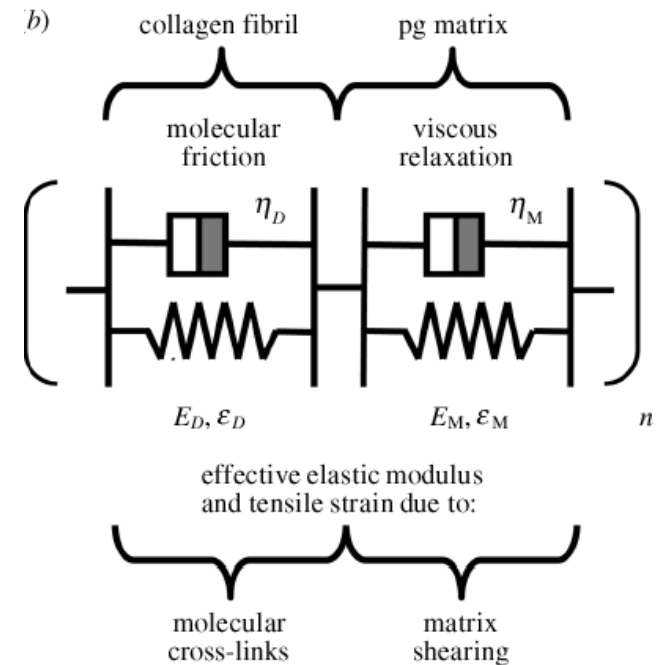 b)
collagen fibril pg matrix
molecular friction viscous relaxation
η_D η_M
E_D, ε_D E_M, ε_M n
effective elastic modulus
and tensile strain due to:
molecular cross-links matrix shearing